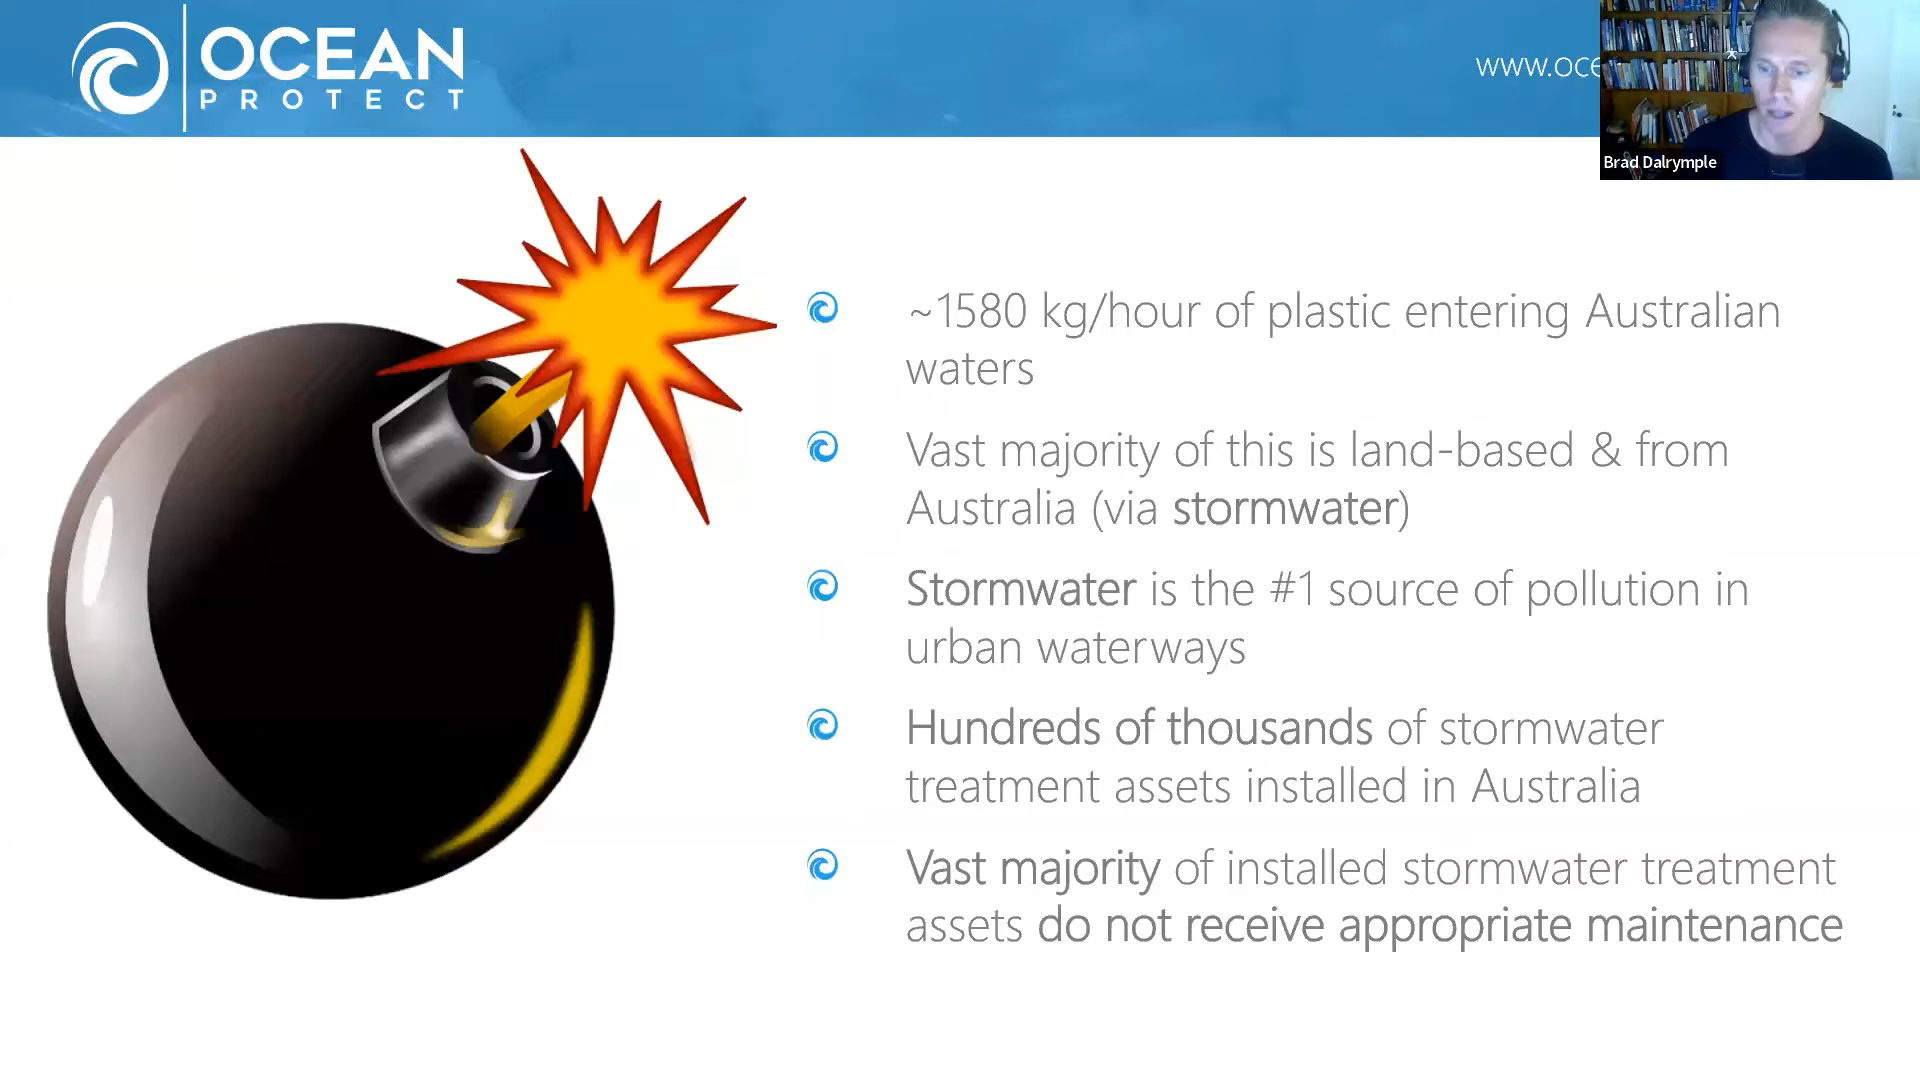 OCEAN
PROTECT
www.oce
Brad Dalrymple
~1580 kg/hour of plastic entering Australian
waters
Vast majority of this is land-based & from
Australia (via stormwater)
Stormwater is the #1 source of pollution in
urban waterways
Hundreds of thousands of stormwater
treatment assets installed in Australia
Vast majority of installed stormwater treatment
assets do not receive appropriate maintenance